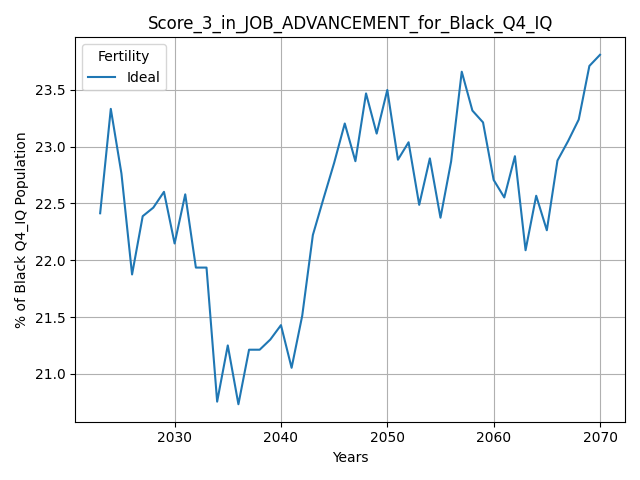 Score_3_in_JOB_ADVANCEMENT_for_Black_Q4_IQ
Fertility
Ideal
% of Black Q4_IQ Population
23.5
23.0
22.5
22.0
21.5
21.0
2030 2040 2050 2060 2070
Years